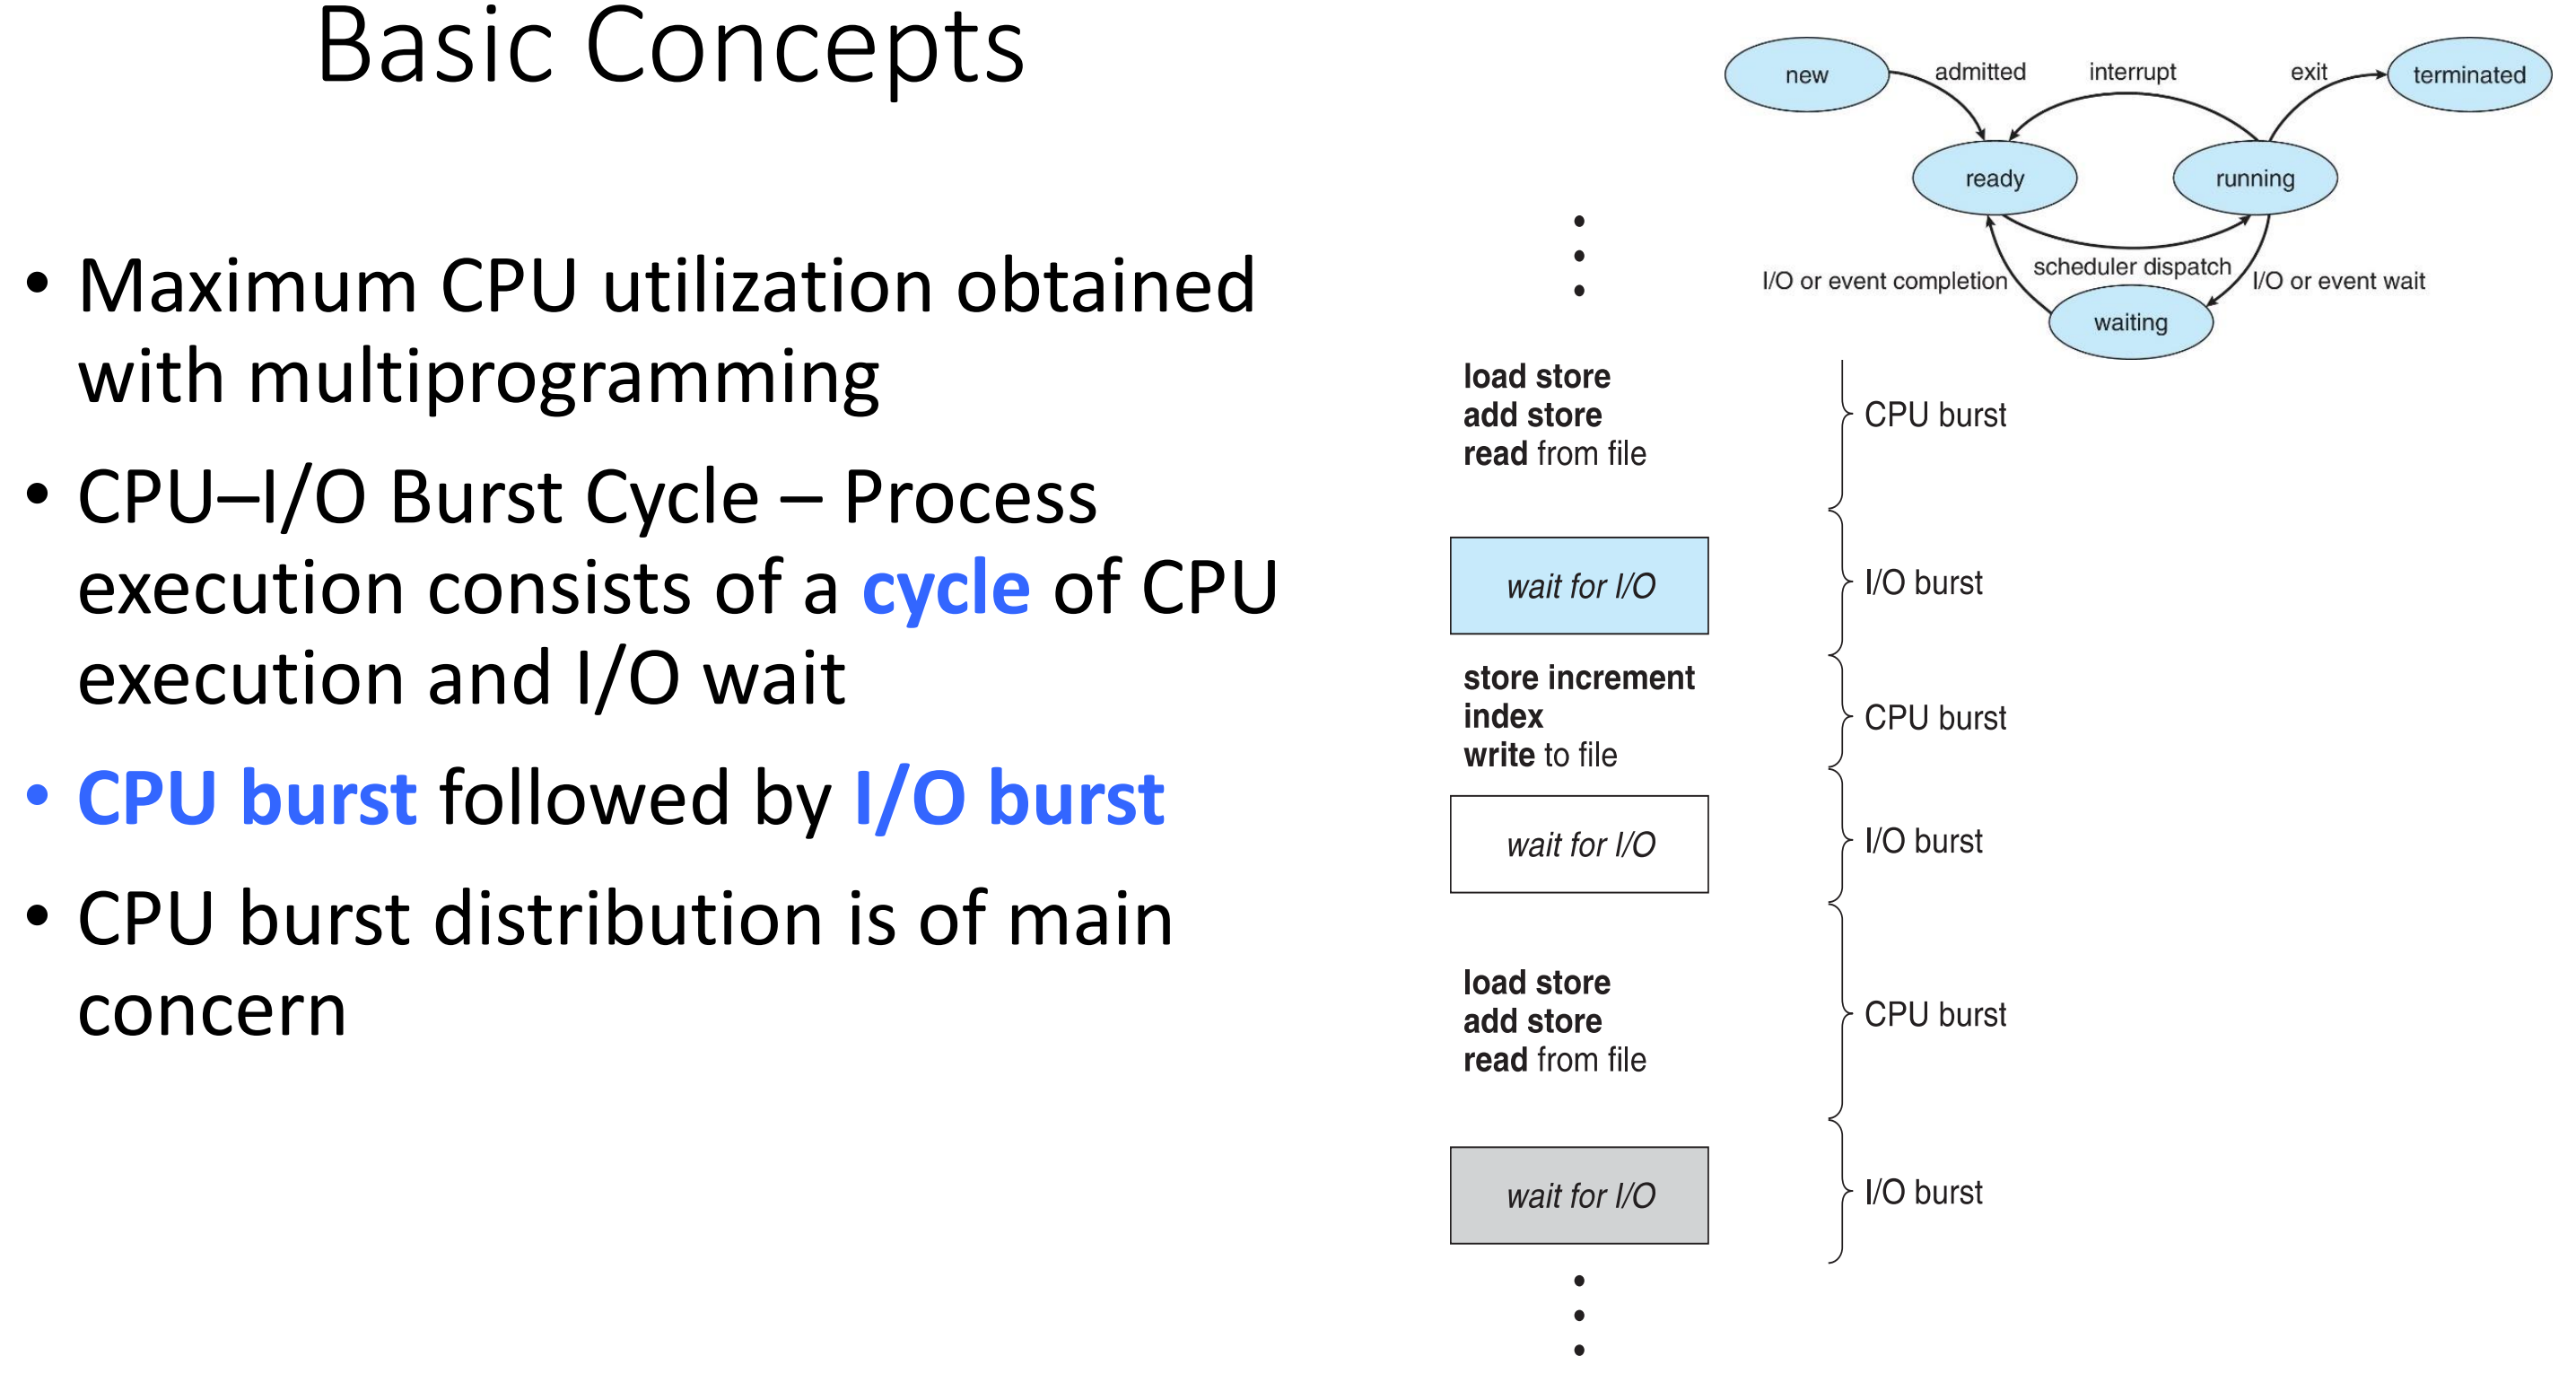 Basic Concepts
• Maximum CPU utilization obtained
with multiprogramming
• CPU–I/O Burst Cycle – Process
execution consists of a cycle of CPU
execution and I/O wait
• CPU burst followed by I/O burst
• CPU burst distribution is of main
concern
new
admitted
interrupt
exit
terminated
ready
running
I/O or event completion
scheduler dispatch
I/O or event wait
waiting
load store
add store
read from file
CPU burst
wait for I/O
I/O burst
store increment
index
write to file
CPU burst
wait for I/O
I/O burst
load store
add store
read from file
CPU burst
wait for I/O
I/O burst